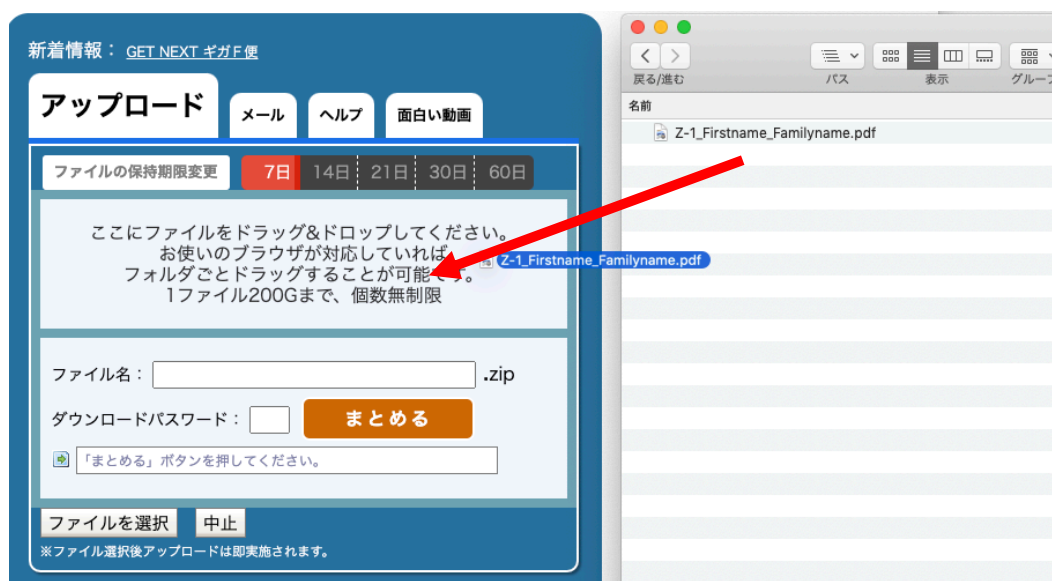 新着情報： GET NEXT ギガＦ便
アップロード
メール
ヘルプ
面白い動画
ファイルの保持期限変更
7日
14日
21日
30日
60日
ここにファイルをドラッグ&ドロップしてください。
お使いのブラウザが対応していれば
フォルダごとドラッグすることが可能です。
1ファイル200Gまで、個数無制限
Z-1_Firstname_Familyname.pdf
ファイル名：
.zip
ダウンロードパスワード：
まとめる
「まとめる」ボタンを押してください。
ファイルを選択
中止
※ファイル選択後アップロードは即実施されます。
戻る/進む
パス
表示
グループ
名前
Z-1_Firstname_Familyname.pdf